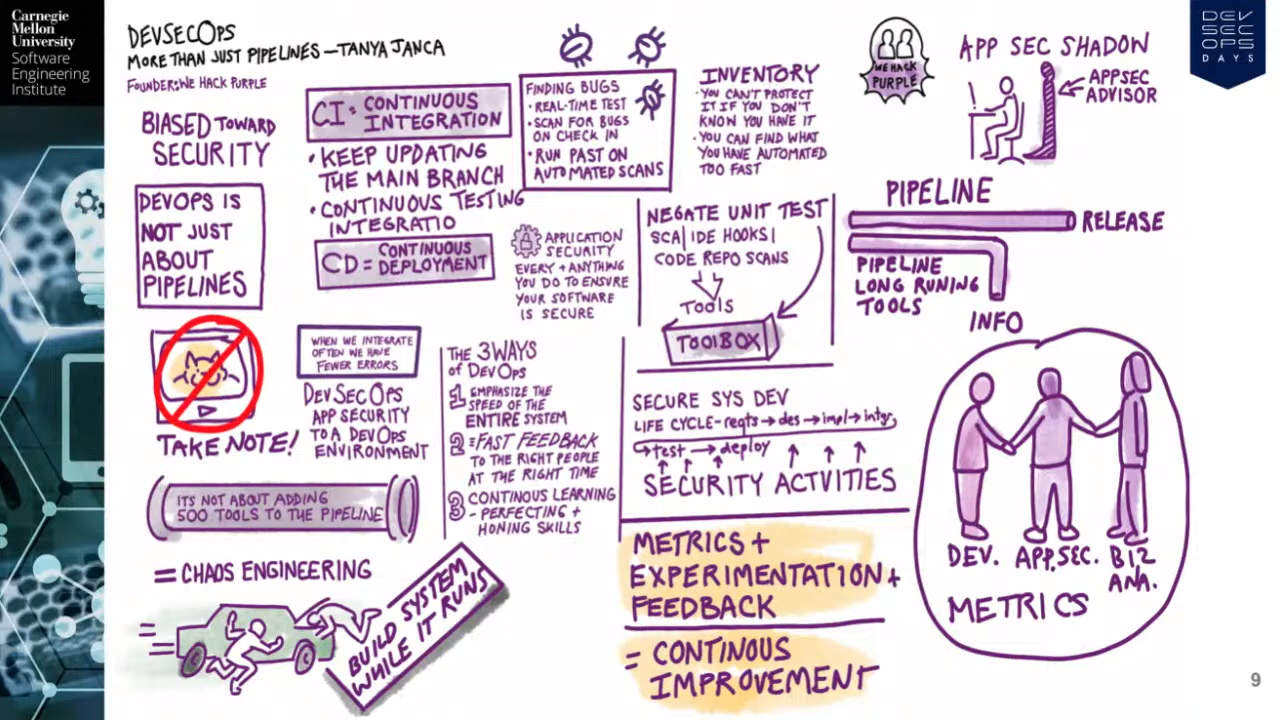 Carnegie
Mellon
University
Software
Engineering
Institute
DEVSECOPS
MORE THAN JUST PIPELINES—TANYA JANCA
FOUNDER: WE HACK PURPLE
BIASED TOWARD
SECURITY
DEVOPS IS
NOT JUST
ABOUT
PIPELINES
TAKE NOTE!
CI = CONTINUOUS
INTEGRATION
• KEEP UPDATING
THE MAIN BRANCH
• CONTINUOUS TESTING
INTEGRATIO
CD = CONTINUOUS
DEPLOYMENT
FINDING BUGS
• REAL-TIME TEST
• SCAN FOR BUGS
ON CHECK IN
• RUN PAST ON
AUTOMATED SCANS
APPLICATION
SECURITY
EVERY + ANYTHING
YOU DO TO ENSURE
YOUR SOFTWARE
IS SECURE
WHEN WE INTEGRATE
OFTEN WE HAVE
FEWER ERRORS
DEVSECOPS
APP SECURITY
TO A DEVOPS
ENVIRONMENT
THE 3 WAYS
of DEVOPS
1 EMPHASIZE THE
SPEED OF THE
ENTIRE SYSTEM
2 = FAST FEEDBACK
TO THE RIGHT PEOPLE
AT THE RIGHT TIME
3 CONTINOUS LEARNING
- PERFECTING +
HONING SKILLS
ITS NOT ABOUT ADDING
500 TOOLS TO THE PIPELINE
= CHAOS ENGINEERING
BUILD SYSTEM
WHILE IT RUNS
INVENTORY
• YOU CAN'T PROTECT
IT IF YOU DON'T
KNOW YOU HAVE IT
• YOU CAN FIND WHAT
YOU HAVE AUTOMATED
TOO FAST
NEGATE UNIT TEST
SCA | IDE HOOKS |
CODE REPO SCANS
TOOLS
TOOLBOX
SECURE SYS DEV
LIFE CYCLE-reqts→des→impl→intgr
→test→deploy
SECURITY ACTVITIES
METRICS +
EXPERIMENTATION +
FEEDBACK
= CONTINOUS
IMPROVEMENT
WE HACK
PURPLE
APP SEC SHADOW
APPSEC
ADVISOR
PIPELINE
RELEASE
PIPELINE
LONG RUNING
TOOLS
INFO
DEV. APP.SEC. BIZ
ANA.
METRICS
DEV
SEC
OPS
DAYS
9